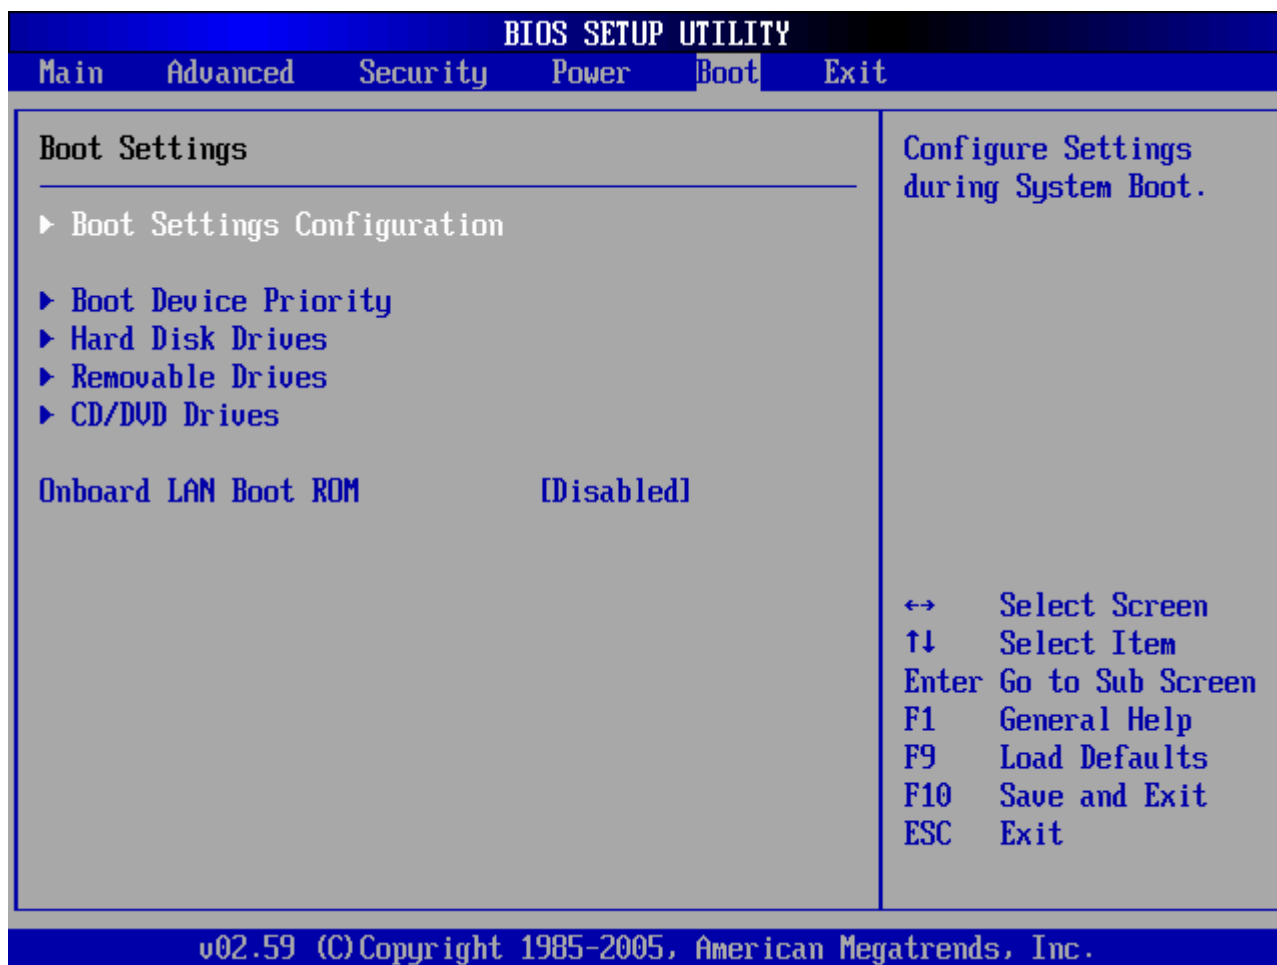 BIOS SETUP UTILITY
Main Advanced Security Power Boot Exit
Boot Settings
Boot Settings Configuration
Boot Device Priority
Hard Disk Drives
Removable Drives
CD/DVD Drives
Onboard LAN Boot ROM [Disabled]
Configure Settings
during System Boot.
←→ Select Screen
↑↓ Select Item
Enter Go to Sub Screen
F1 General Help
F9 Load Defaults
F10 Save and Exit
ESC Exit
v02.59 (C)Copyright 1985-2005, American Megatrends, Inc.